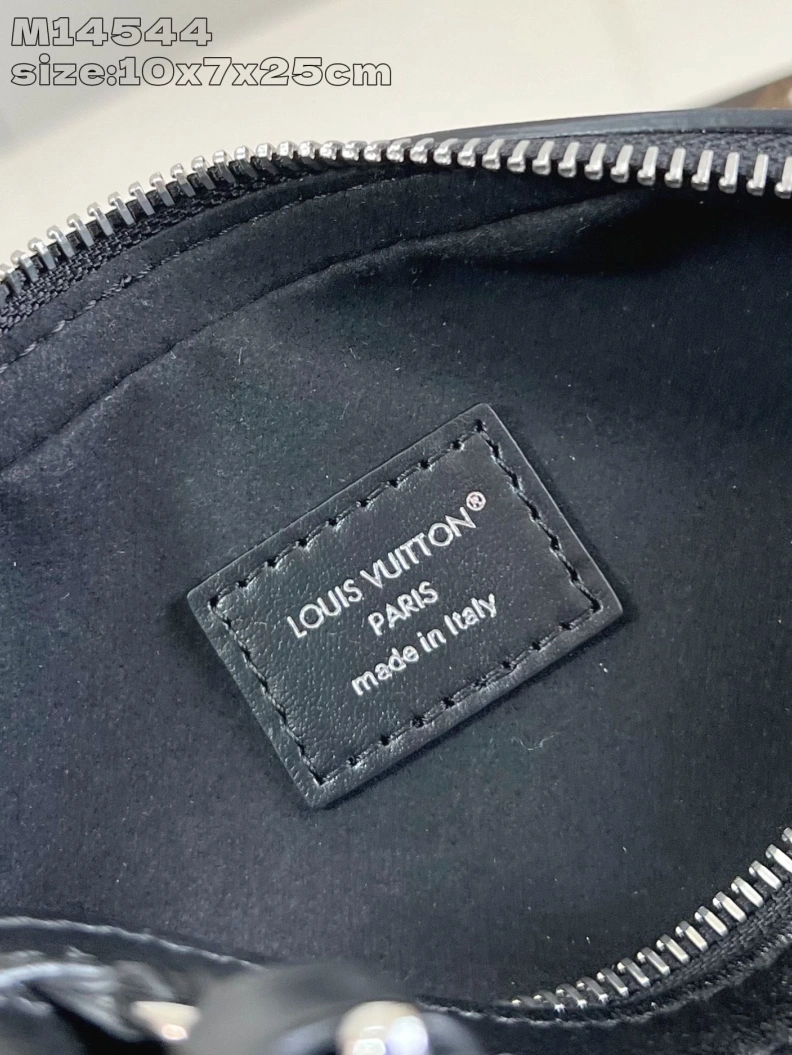 M14544
size:10x7x25cm
LOUIS VUITTON®
PARIS
made in Italy